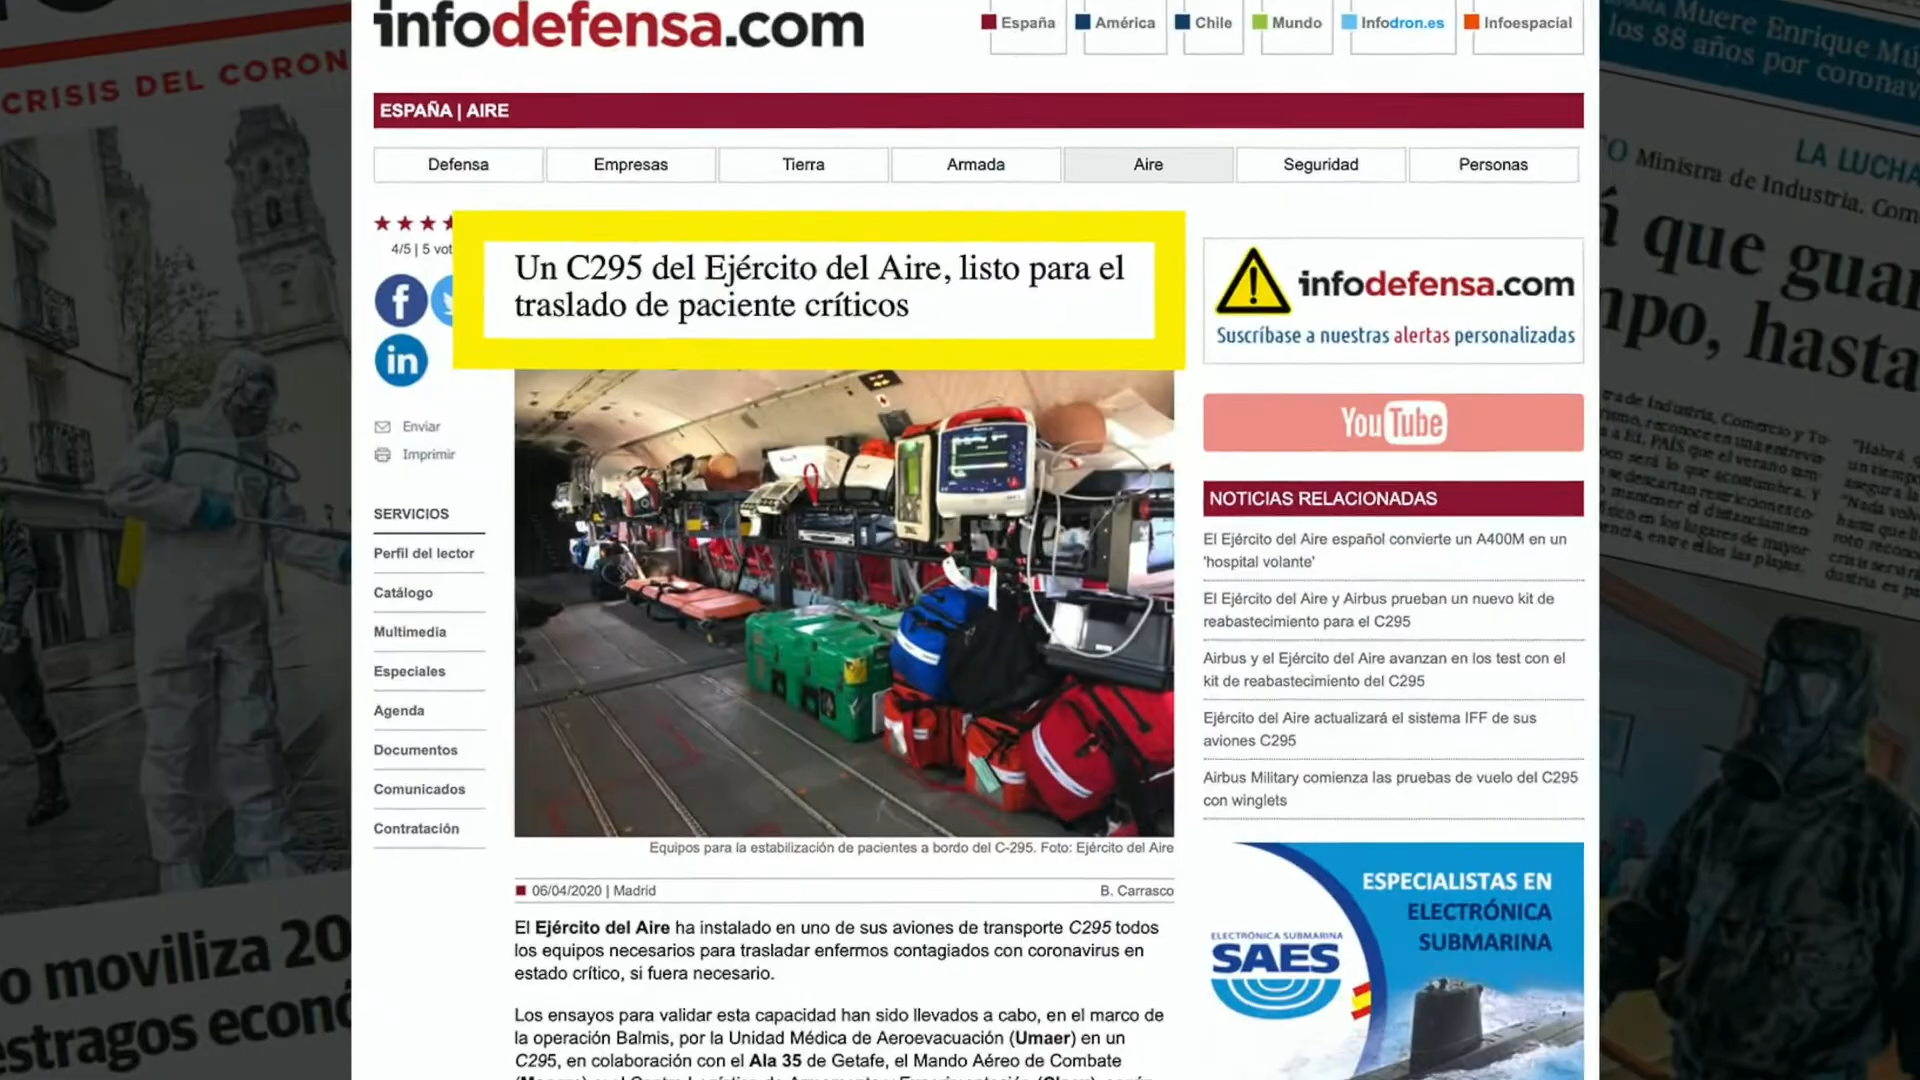 infodefensa.com
España
América
Chile
Mundo
Infodron.es
Infoespacial
ESPAÑA | AIRE
Defensa
Empresas
Tierra
Armada
Aire
Seguridad
Personas
4/5 | 5 vot
Un C295 del Ejército del Aire, listo para el
traslado de paciente críticos
Enviar
Imprimir
SERVICIOS
Perfil del lector
Catálogo
Multimedia
Especiales
Agenda
Documentos
Comunicados
Contratación
Equipos para la estabilización de pacientes a bordo del C-295. Foto: Ejército del Aire
06/04/2020 | Madrid
B. Carrasco
El Ejército del Aire ha instalado en uno de sus aviones de transporte C295 todos
los equipos necesarios para trasladar enfermos contagiados con coronavirus en
estado crítico, si fuera necesario.
Los ensayos para validar esta capacidad han sido llevados a cabo, en el marco de
la operación Balmis, por la Unidad Médica de Aeroevacuación (Umaer) en un
C295, en colaboración con el Ala 35 de Getafe, el Mando Aéreo de Combate
infodefensa.com
Suscríbase a nuestras alertas personalizadas
YouTube
NOTICIAS RELACIONADAS
El Ejército del Aire español convierte un A400M en un
'hospital volante'
El Ejército del Aire y Airbus prueban un nuevo kit de
reabastecimiento para el C295
Airbus y el Ejército del Aire avanzan en los test con el
kit de reabastecimiento del C295
Ejército del Aire actualizará el sistema IFF de sus
aviones C295
Airbus Military comienza las pruebas de vuelo del C295
con winglets
ESPECIALISTAS EN
ELECTRÓNICA
SUBMARINA
ELECTRÓNICA SUBMARINA
SAES
CRISIS DEL CORON
o moviliza 20
estragos econó
Muere Enrique Mú
los 88 años por coronav
LA LUCHA
Ministra de Industria, Com
á que guar
mpo, hasta